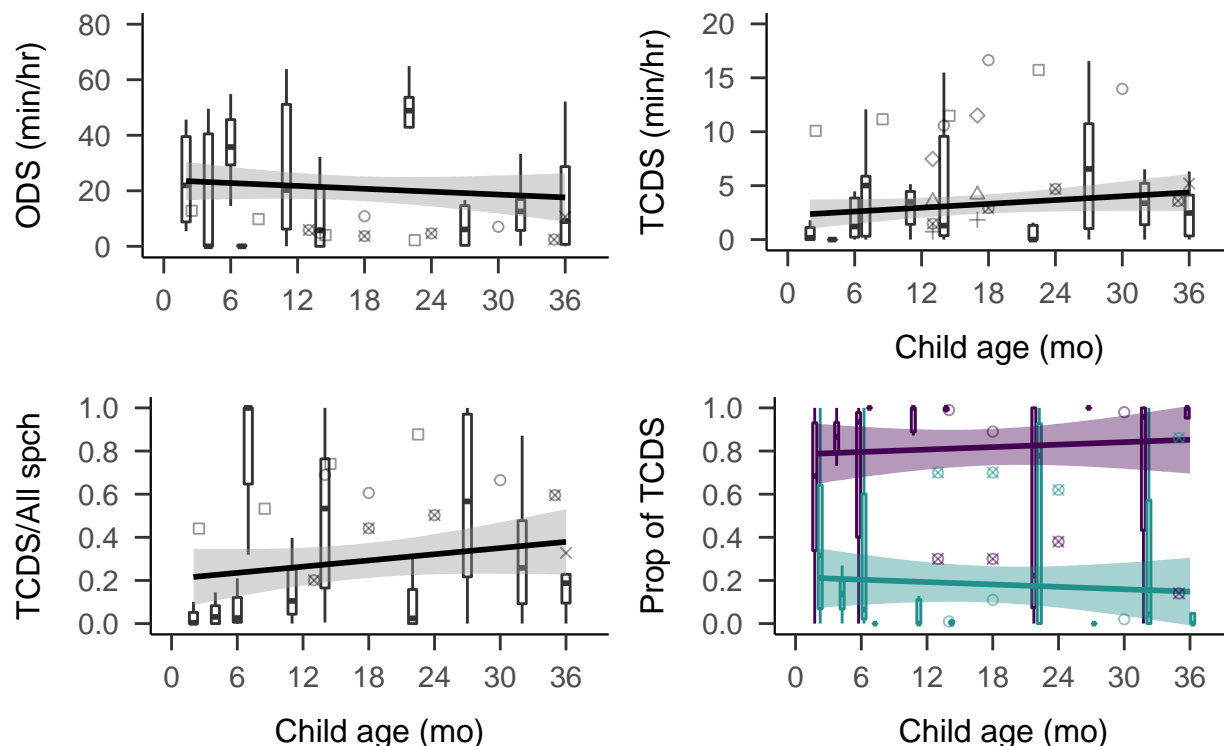 ODS (min/hr)
80
60
40
20
0
0 6 12 18 24 30 36
TCDS (min/hr)
20
15
10
5
0
0 6 12 18 24 30 36
Child age (mo)
TCDS/All spch
1.0
0.8
0.6
0.4
0.2
0.0
0 6 12 18 24 30 36
Child age (mo)
Prop of TCDS
1.0
0.8
0.6
0.4
0.2
0.0
0 6 12 18 24 30 36
Child age (mo)